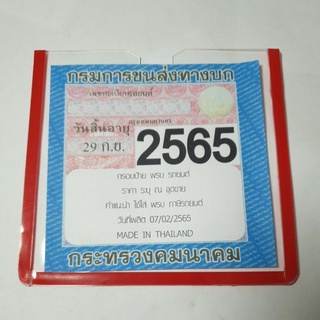 กรมการขนส่งทางบก
วันสิ้นอายุ
29 ก.ย.
2565
กรอบป้าย พรบ รถยนต์
ราคา ระบุ ณ จุดขาย
คำแนะนำ ใช้ใส่ พรบ ภาษีรถยนต์
วันที่ผลิต 07/02/2565
MADE IN THAILAND
กระทรวงคมนาคม